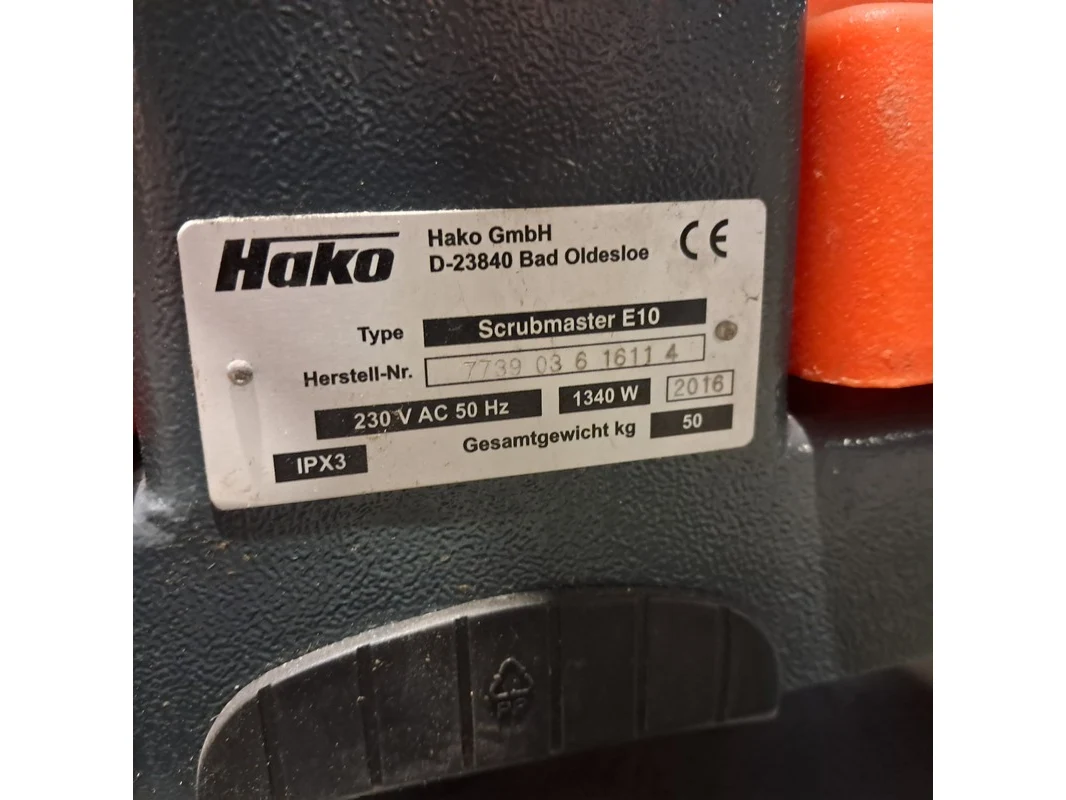 Hako
Hako GmbH
D-23840 Bad Oldesloe
CE
Type Scrubmaster E10
Herstell-Nr. 7739 03 6 1611 4
230 V AC 50 Hz 1340 W 2016
Gesamtgewicht kg 50
IPX3
PP